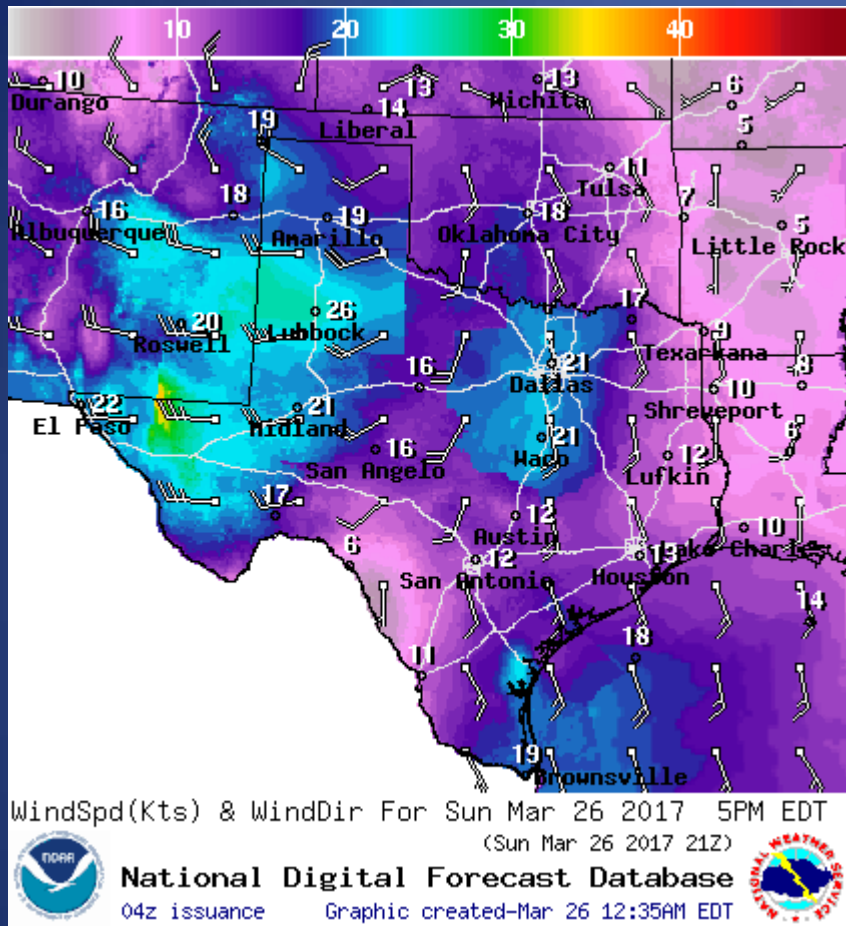 10 20 30 40
10 13 13 6
Durango Wichita
14
Liberal
19 5
11
Tulsa
16 18 19 18 7 5
Albuquerque Amarillo Oklahoma City Little Rock
20 26 17
Roswell Lubbock 9
Texarkana
16 21 8
Dallas
22 21 10
El Paso Midland Shreveport
16 21 12 6
San Angelo Waco Lufkin
17 12 10
Austin
6 12 13 Lake Charles
San Antonio Houston
14
11 18
19
Brownsville
WindSpd(Kts) & WindDir For Sun Mar 26 2017 5PM EDT
(Sun Mar 26 2017 21Z)
National Digital Forecast Database
04z issuance Graphic created-Mar 26 12:35AM EDT
NOAA
NATIONAL WEATHER SERVICE